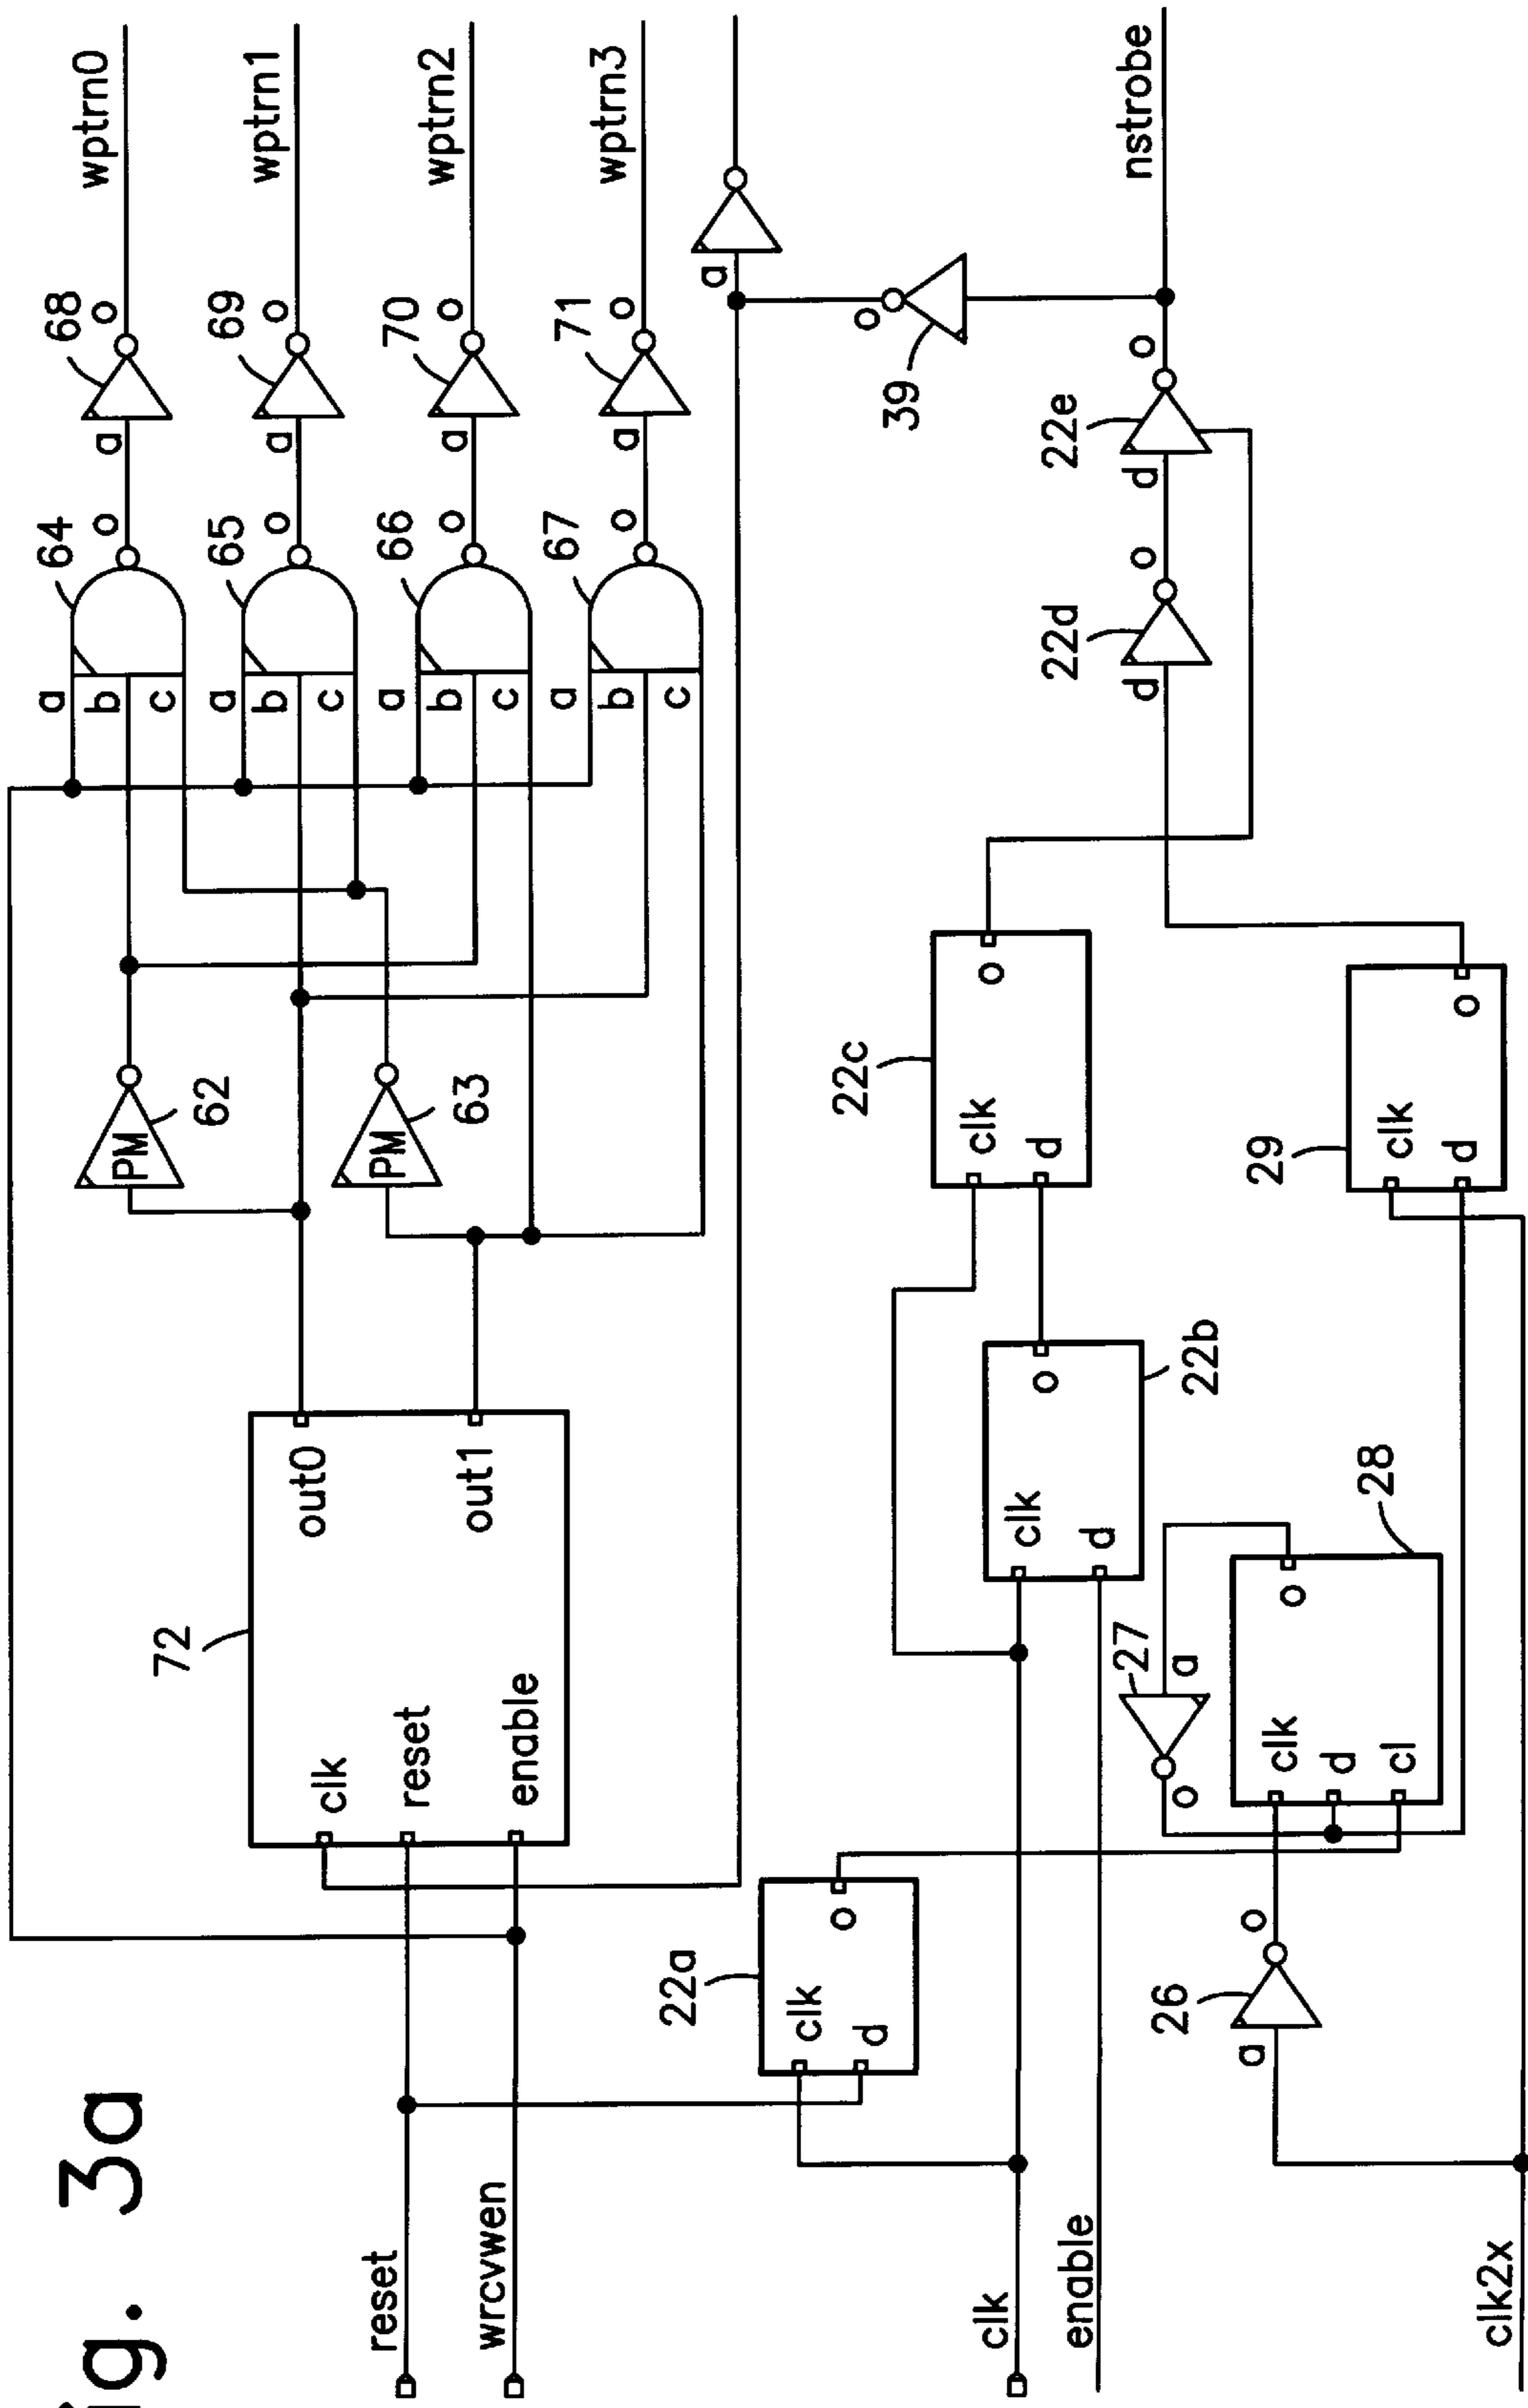 ig. 3a
reset
wrcvwen
clk
enable
clk2x
72
clk
reset
enable
out0
out1
PM
62
PM
63
a
b
c
64
o
a
68
o
wptrn0
a
b
c
65
o
a
69
o
wptrn1
a
b
c
66
o
a
70
o
wptrn2
a
b
c
67
o
a
71
o
wptrn3
a
o
39
22a
clk
d
o
clk
d
o
22b
22c
clk
d
o
a
26
o
clk
d
cl
o
28
27
a
o
29
clk
d
o
d
22d
o
d
22e
o
nstrobe